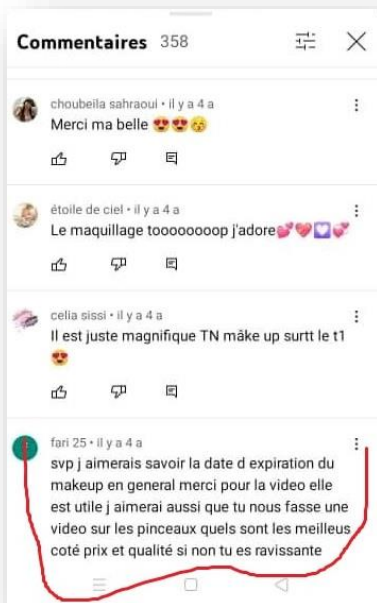 Commentaires 358
choubeila sahraoui • il y a 4 a
Merci ma belle 😍😍😚
étoile de ciel • il y a 4 a
Le maquillage toooooooop j'adore💕💖💟💞
celia sissi • il y a 4 a
Il est juste magnifique TN mâke up surtt le t1
😍
fari 25 • il y a 4 a
svp j aimerais savoir la date d expiration du
makeup en general merci pour la video elle
est utile j aimerai aussi que tu nous fasse une
video sur les pinceaux quels sont les meilleus
coté prix et qualité si non tu es ravissante